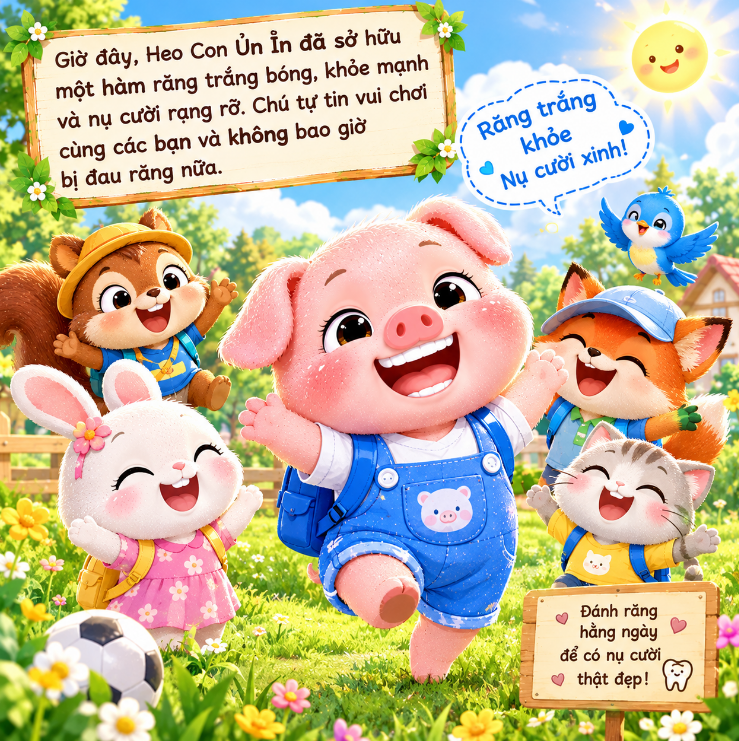 Giờ đây, Heo Con Ủn Ỉn đã sở hữu
một hàm răng trắng bóng, khỏe mạnh
và nụ cười rạng rỡ. Chú tự tin vui chơi
cùng các bạn và không bao giờ
bị đau răng nữa.
Răng trắng
khỏe
Nụ cười xinh!
Đánh răng
hằng ngày
để có nụ cười
thật đẹp!